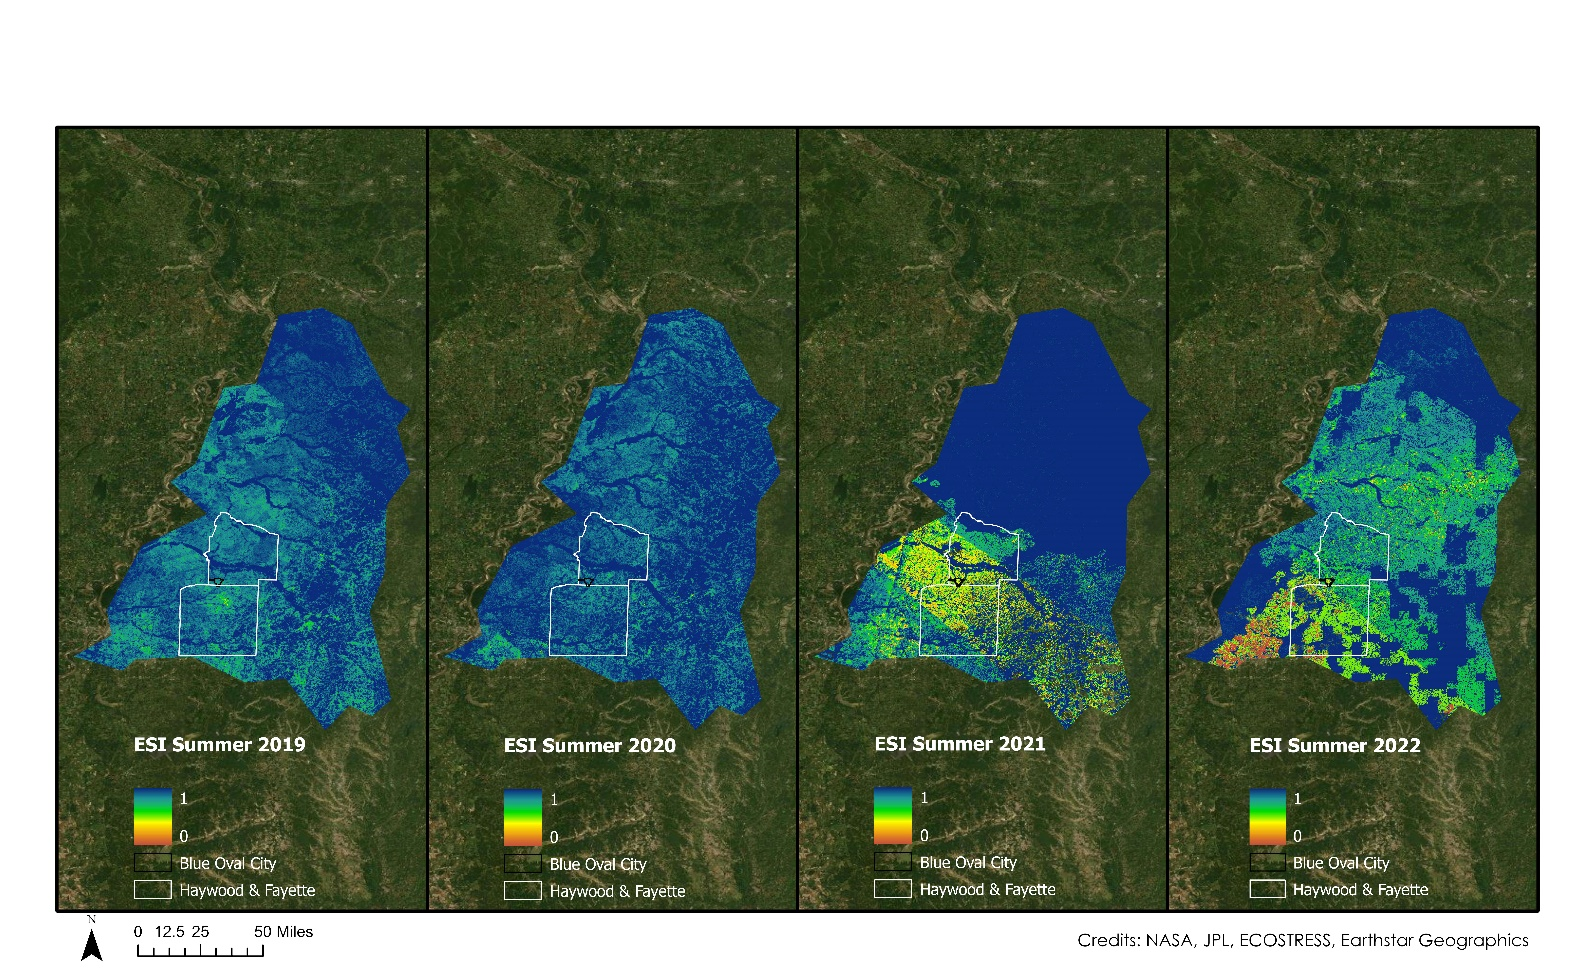 ESI Summer 2019
1
0
Blue Oval City
Haywood & Fayette
ESI Summer 2020
1
0
Blue Oval City
Haywood & Fayette
ESI Summer 2021
1
0
Blue Oval City
Haywood & Fayette
ESI Summer 2022
1
0
Blue Oval City
Haywood & Fayette
N
0 12.5 25 50 Miles
Credits: NASA, JPL, ECOSTRESS, Earthstar Geographics